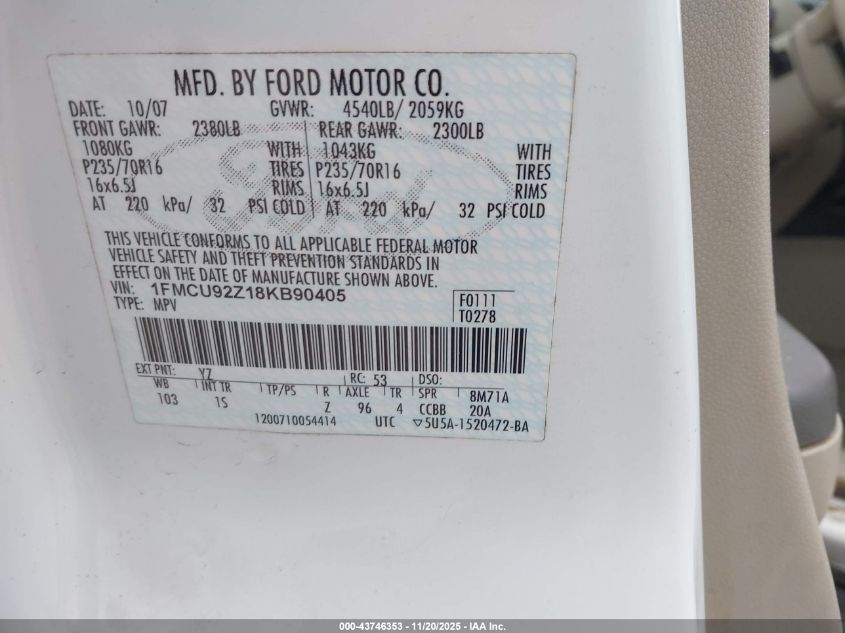 MFD. BY FORD MOTOR CO.
DATE: 10/07 GVWR: 4540LB/ 2059KG
FRONT GAWR: 2380LB REAR GAWR: 2300LB
1080KG WITH 1043KG WITH
P235/70R16 TIRES P235/70R16 TIRES
16x6.5J RIMS 16x6.5J RIMS
AT 220 kPa/ 32 PSI COLD AT 220 kPa/ 32 PSI COLD
Ford
THIS VEHICLE CONFORMS TO ALL APPLICABLE FEDERAL MOTOR
VEHICLE SAFETY AND THEFT PREVENTION STANDARDS IN
EFFECT ON THE DATE OF MANUFACTURE SHOWN ABOVE.
VIN: 1FMCU92Z18KB90405 F0111
TYPE: MPV T0278
EXT PNT: YZ RC: 53 DSO:
WB INT TR TP/PS R AXLE TR SPR 8M71A
103 1S Z 96 4 CCBB 20A
1200710054414 UTC ▽5U5A-1520472-BA
000-43746353 - 11/20/2025 - IAA Inc.